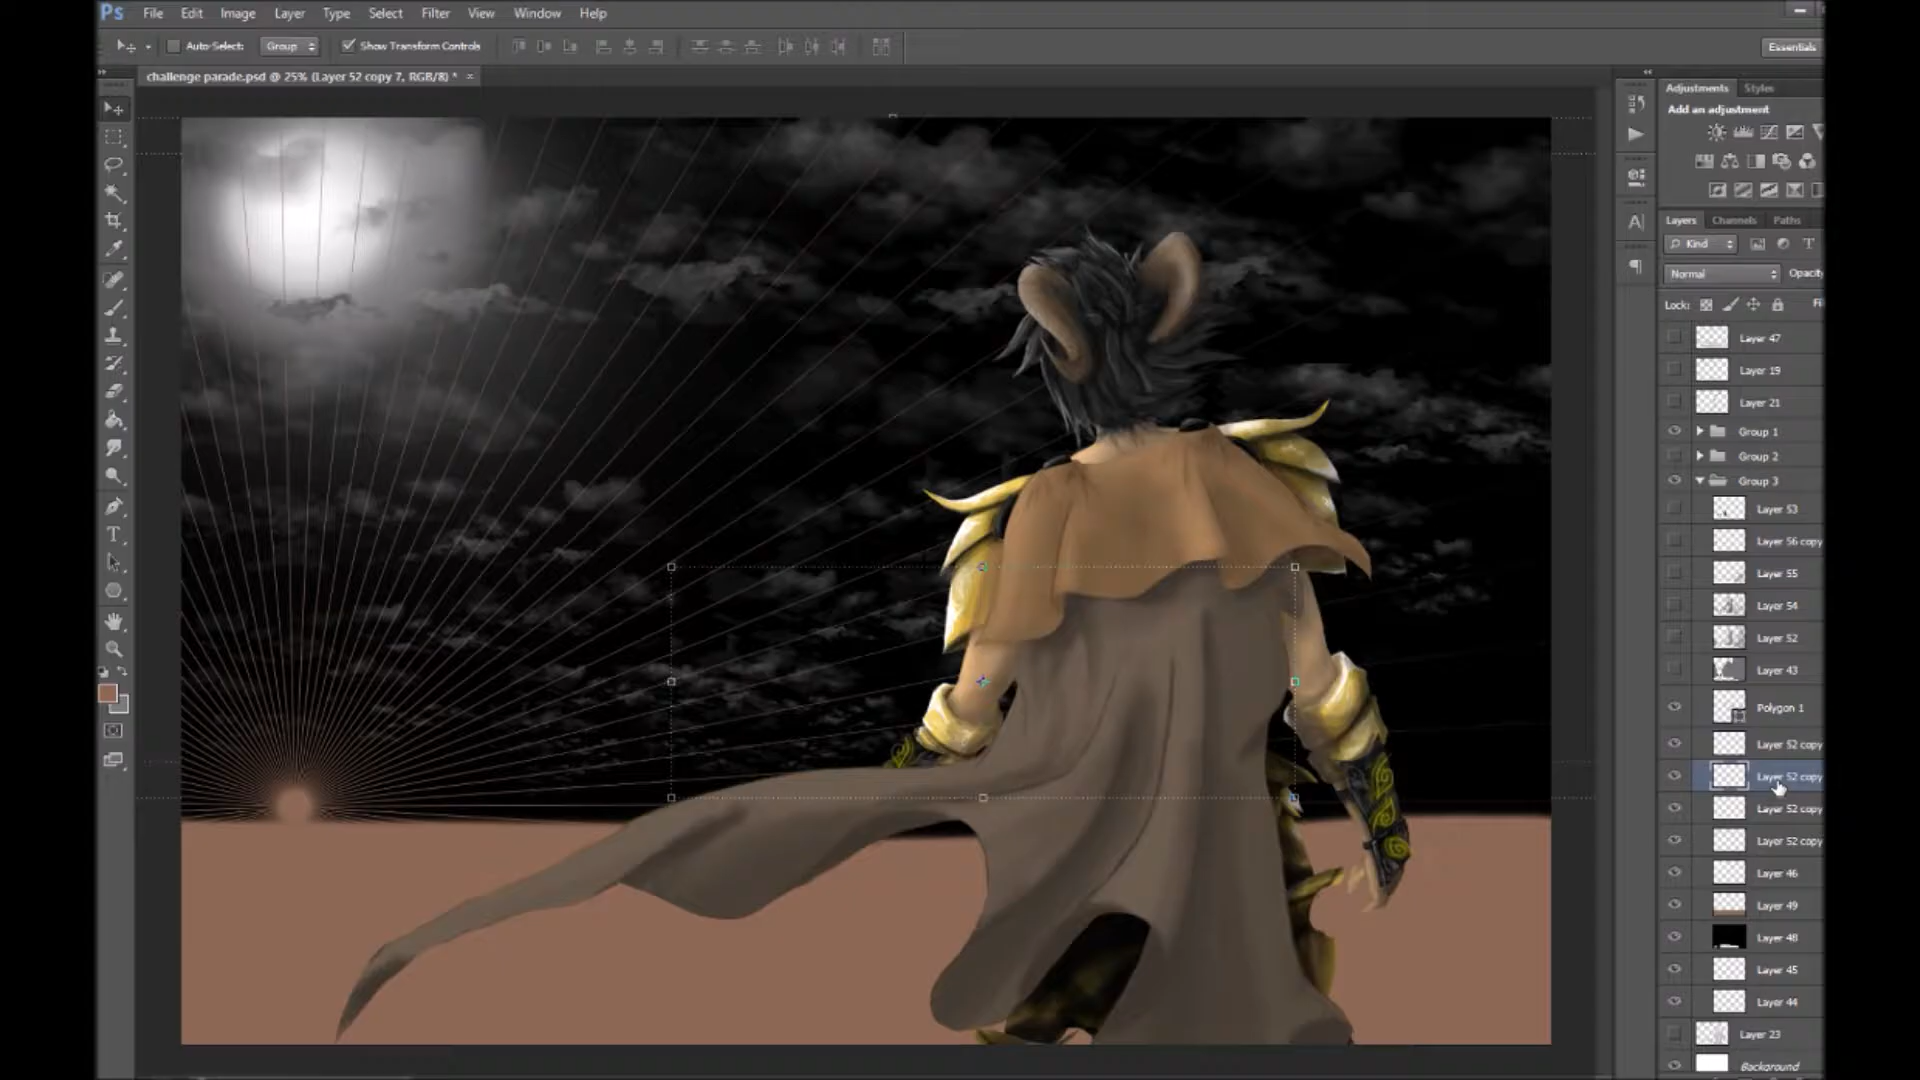 Ps File Edit Image Layer Type Select Filter View Window Help
Auto-Select: Group Show Transform Controls
Essentials
challenge parade.psd @ 25% (Layer 52 copy 7, RGB/8) * ×
Adjustments Styles
Add an adjustment
Layers Channels Paths
Kind
Normal Opacity
Lock: Fi
Layer 47
Layer 19
Layer 21
Group 1
Group 2
Group 3
Layer 53
Layer 56 copy
Layer 55
Layer 54
Layer 52
Layer 43
Polygon 1
Layer 52 copy
Layer 52 copy
Layer 52 copy
Layer 52 copy
Layer 46
Layer 49
Layer 48
Layer 45
Layer 44
Layer 23
Background